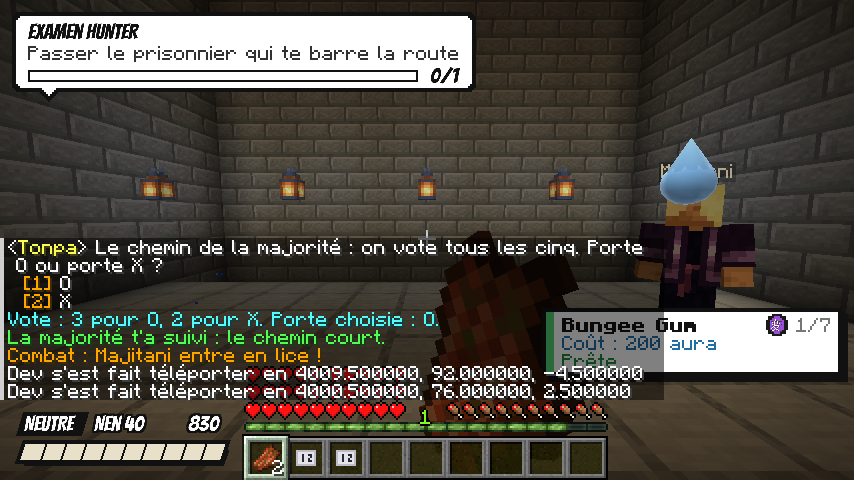 EXAMEN HUNTER
Passer le prisonnier qui te barre la route
0/1
<Tonpa> Le chemin de la majorité : on vote tous les cinq. Porte
O ou porte X ?
[1] O
[2] X
Vote : 3 pour O, 2 pour X. Porte choisie : O.
La majorité t'a suivi : le chemin court.
Combat : Majitani entre en lice !
Dev s'est fait téléporter en 4009.500000, 92.000000, -4.500000
Dev s'est fait téléporter en 4000.500000, 76.000000, 2.500000
Bungee Gum
1/7
Coût : 200 aura
Prête
NEUTRE
NEN 40
830
1
2
12
12